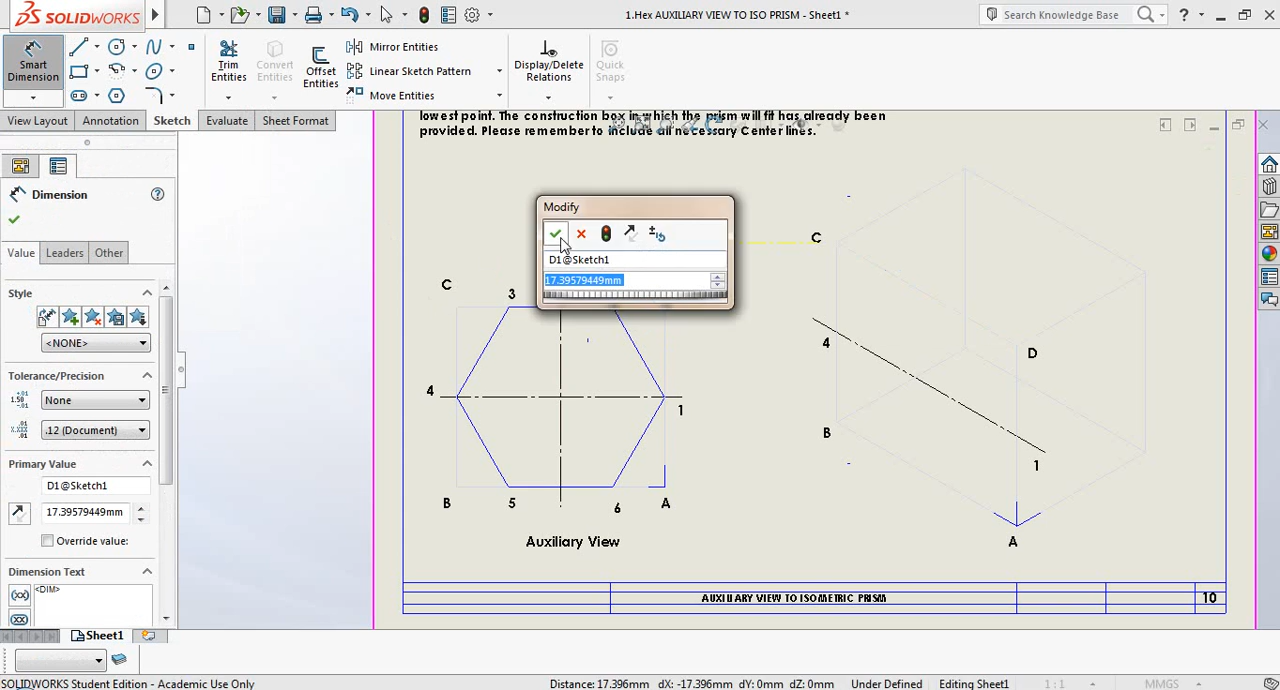 SOLIDWORKS
1.Hex AUXILIARY VIEW TO ISO PRISM - Sheet1 *
Search Knowledge Base
?
Smart Dimension
Trim Entities
Convert Entities
Offset Entities
Mirror Entities
Linear Sketch Pattern
Move Entities
Display/Delete Relations
Quick Snaps
View Layout
Annotation
Sketch
Evaluate
Sheet Format
lowest point. The construction box in which the prism will fit has already been
provided. Please remember to include all necessary Center lines.
Dimension
?
Value
Leaders
Other
Style
<NONE>
Tolerance/Precision
None
.12 (Document)
Primary Value
D1@Sketch1
17.39579449mm
Override value:
Dimension Text
<DIM>
Modify
D1@Sketch1
17.39579449mm
C
3
4
1
B
5
6
A
Auxiliary View
C
4
D
B
1
A
AUXILIARY VIEW TO ISOMETRIC PRISM
10
Sheet1
SOLIDWORKS Student Edition - Academic Use Only
Distance: 17.396mm
dX: -17.396mm
dY: 0mm
dZ: 0mm
Under Defined
Editing Sheet1
1 : 1
MMGS